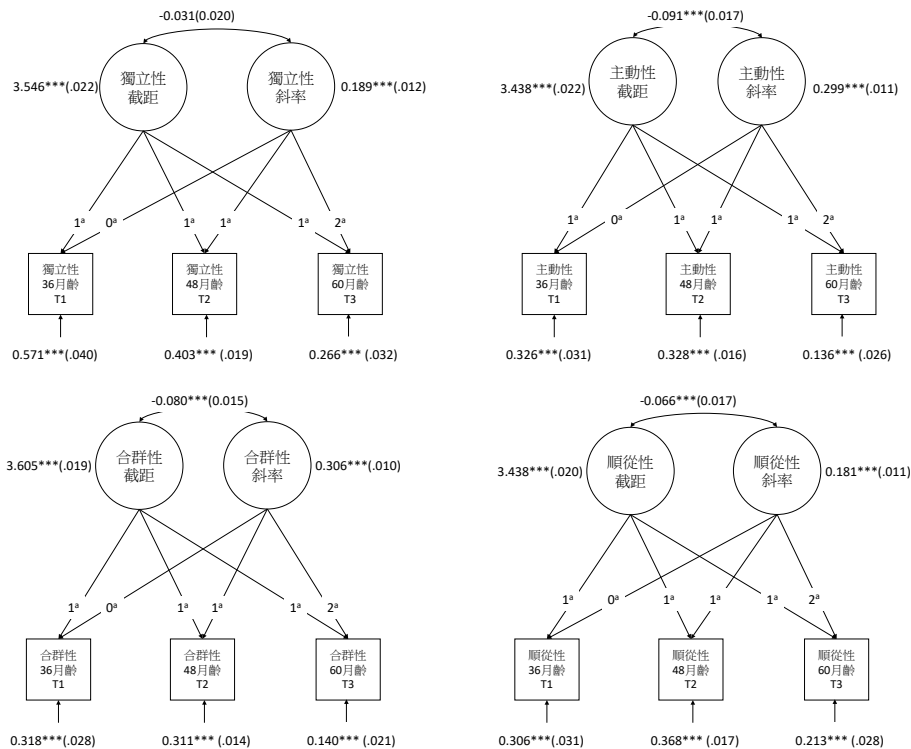 -0.031(0.020)
3.546***(.022)
獨立性
截距
獨立性
斜率
0.189***(.012)
1ᵃ
0ᵃ
1ᵃ
1ᵃ
1ᵃ
2ᵃ
獨立性
36月齡
T1
獨立性
48月齡
T2
獨立性
60月齡
T3
0.571***(.040)
0.403*** (.019)
0.266*** (.032)
-0.091***(0.017)
3.438***(.022)
主動性
截距
主動性
斜率
0.299***(.011)
1ᵃ
0ᵃ
1ᵃ
1ᵃ
1ᵃ
2ᵃ
主動性
36月齡
T1
主動性
48月齡
T2
主動性
60月齡
T3
0.326***(.031)
0.328*** (.016)
0.136*** (.026)
-0.080***(0.015)
3.605***(.019)
合群性
截距
合群性
斜率
0.306***(.010)
1ᵃ
0ᵃ
1ᵃ
1ᵃ
1ᵃ
2ᵃ
合群性
36月齡
T1
合群性
48月齡
T2
合群性
60月齡
T3
0.318***(.028)
0.311*** (.014)
0.140*** (.021)
-0.066***(0.017)
3.438***(.020)
順從性
截距
順從性
斜率
0.181***(.011)
1ᵃ
0ᵃ
1ᵃ
1ᵃ
1ᵃ
2ᵃ
順從性
36月齡
T1
順從性
48月齡
T2
順從性
60月齡
T3
0.306***(.031)
0.368*** (.017)
0.213*** (.028)